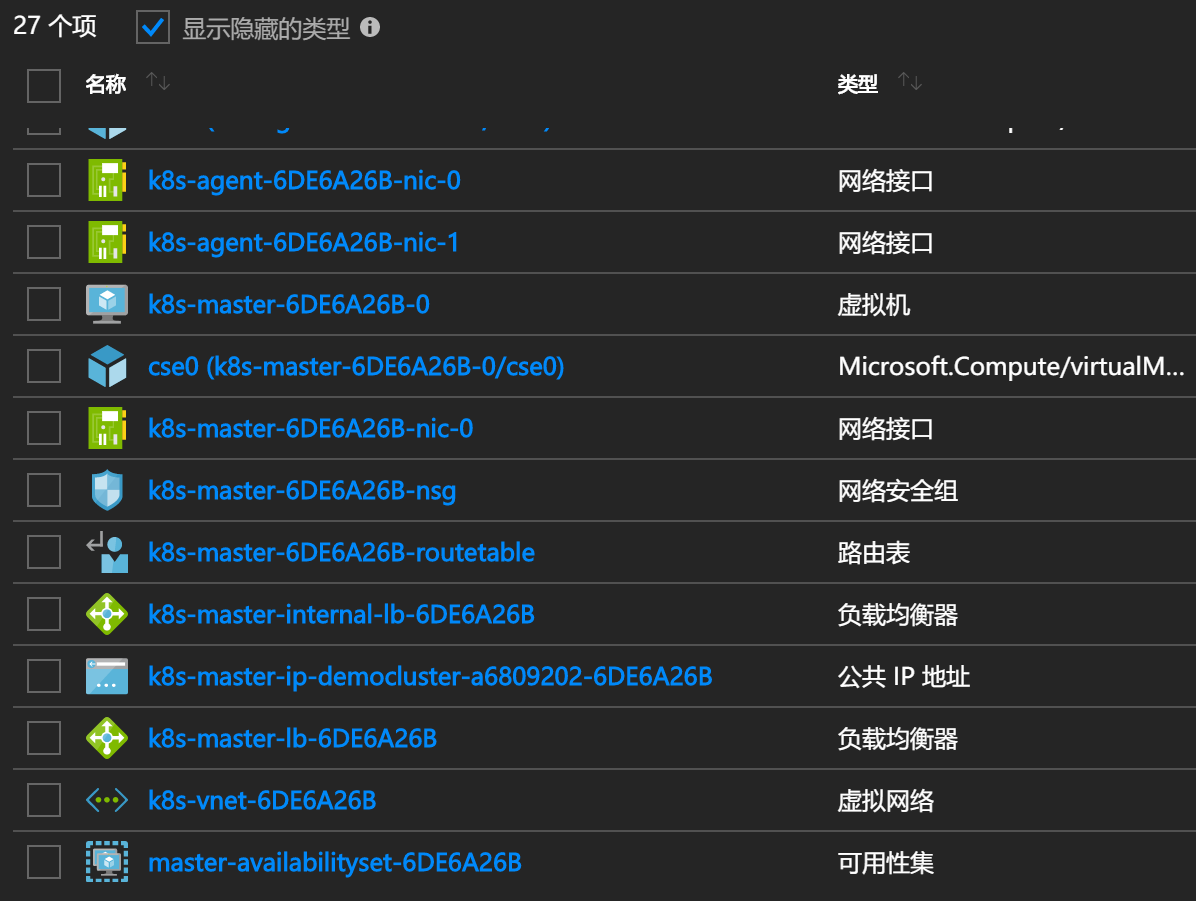 27 个项 显示隐藏的类型
名称 类型
k8s-agent-6DE6A26B-nic-0 网络接口
k8s-agent-6DE6A26B-nic-1 网络接口
k8s-master-6DE6A26B-0 虚拟机
cse0 (k8s-master-6DE6A26B-0/cse0) Microsoft.Compute/virtualM...
k8s-master-6DE6A26B-nic-0 网络接口
k8s-master-6DE6A26B-nsg 网络安全组
k8s-master-6DE6A26B-routetable 路由表
k8s-master-internal-lb-6DE6A26B 负载均衡器
k8s-master-ip-democluster-a6809202-6DE6A26B 公共 IP 地址
k8s-master-lb-6DE6A26B 负载均衡器
k8s-vnet-6DE6A26B 虚拟网络
master-availabilityset-6DE6A26B 可用性集